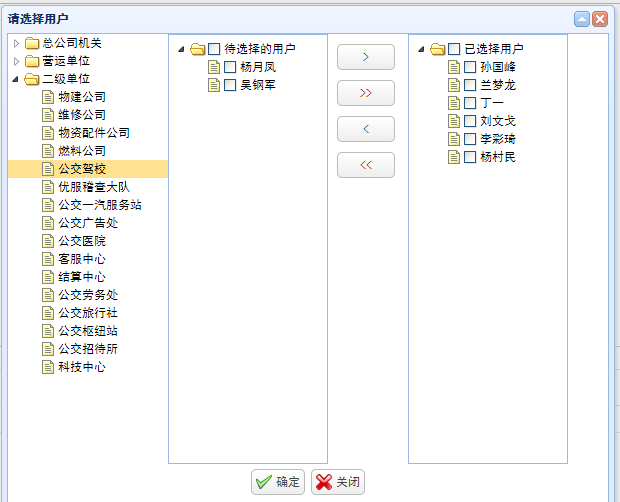 请选择用户
总公司机关
营运单位
二级单位
物建公司
维修公司
物资配件公司
燃料公司
公交驾校
优服稽查大队
公交一汽服务站
公交广告处
公交医院
客服中心
结算中心
公交劳务处
公交旅行社
公交枢纽站
公交招待所
科技中心
待选择的用户
杨月凤
吴钢军
>
>>
<
<<
已选择用户
孙国峰
兰梦龙
丁一
刘文戈
李彩琦
杨村民
确定
关闭